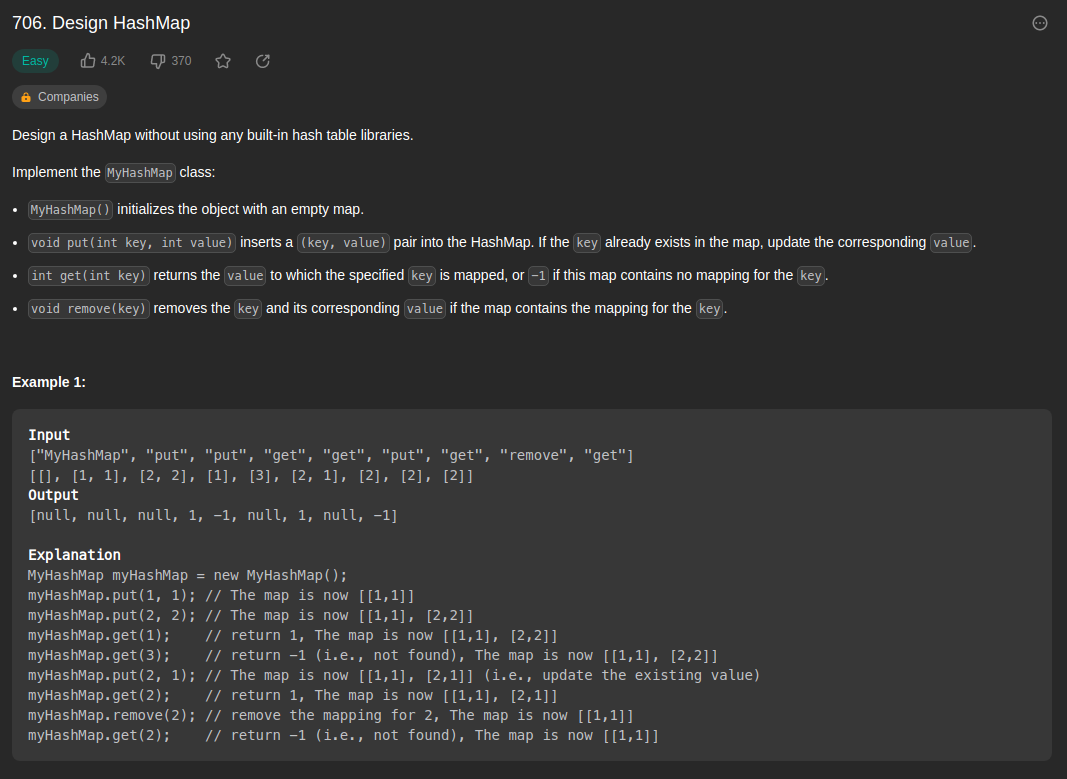 706. Design HashMap
Easy 4.2K 370
Companies
Design a HashMap without using any built-in hash table libraries.
Implement the MyHashMap class:
• MyHashMap() initializes the object with an empty map.
• void put(int key, int value) inserts a (key, value) pair into the HashMap. If the key already exists in the map, update the corresponding value.
• int get(int key) returns the value to which the specified key is mapped, or -1 if this map contains no mapping for the key.
• void remove(key) removes the key and its corresponding value if the map contains the mapping for the key.
Example 1:
Input
["MyHashMap", "put", "put", "get", "get", "put", "get", "remove", "get"]
[[], [1, 1], [2, 2], [1], [3], [2, 1], [2], [2], [2]]
Output
[null, null, null, 1, -1, null, 1, null, -1]
Explanation
MyHashMap myHashMap = new MyHashMap();
myHashMap.put(1, 1); // The map is now [[1,1]]
myHashMap.put(2, 2); // The map is now [[1,1], [2,2]]
myHashMap.get(1);    // return 1, The map is now [[1,1], [2,2]]
myHashMap.get(3);    // return -1 (i.e., not found), The map is now [[1,1], [2,2]]
myHashMap.put(2, 1); // The map is now [[1,1], [2,1]] (i.e., update the existing value)
myHashMap.get(2);    // return 1, The map is now [[1,1], [2,1]]
myHashMap.remove(2); // remove the mapping for 2, The map is now [[1,1]]
myHashMap.get(2);    // return -1 (i.e., not found), The map is now [[1,1]]